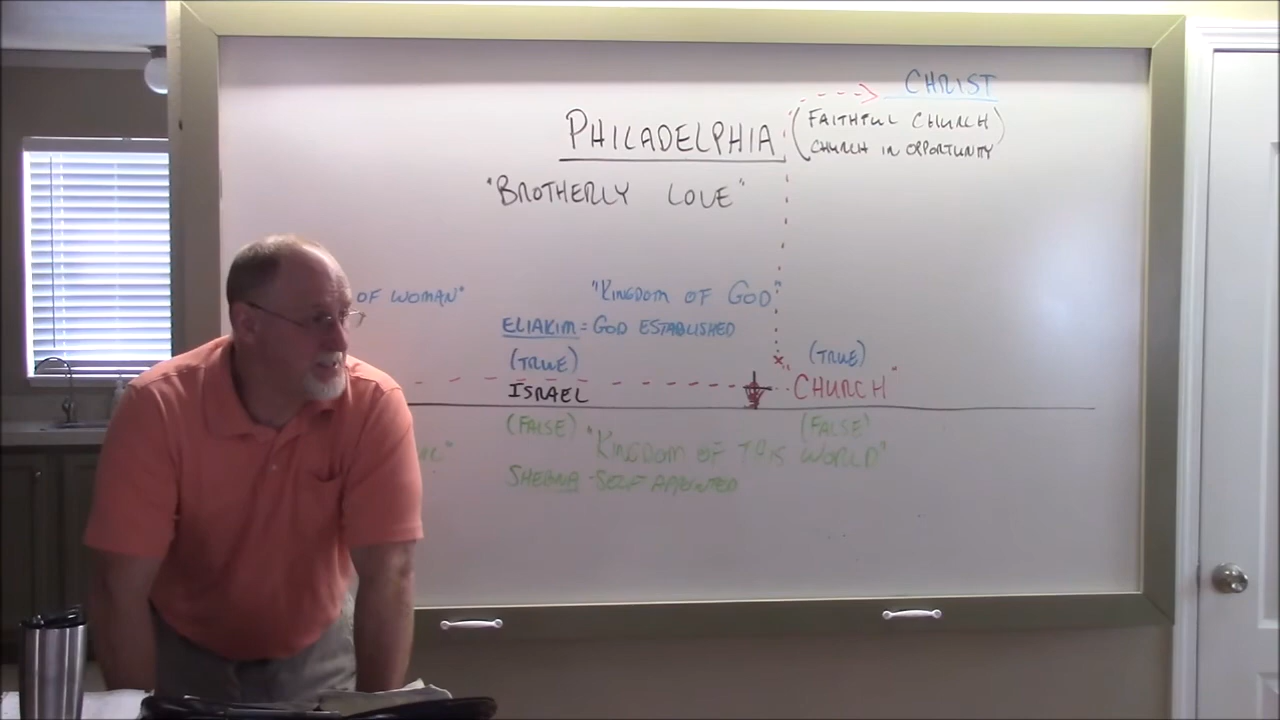 CHRIST
PHILADELPHIA
(FAITHFUL CHURCH)
CHURCH IN OPPORTUNITY
"BROTHERLY LOVE"
OF WOMAN"
"KINGDOM OF GOD"
ELIAKIM = GOD ESTABLISHED
(TRUE)
(TRUE)
ISRAEL
CHURCH"
(FALSE)
(FALSE)
"KINGDOM OF THIS WORLD"
SHEBNA - SELF APPOINTED